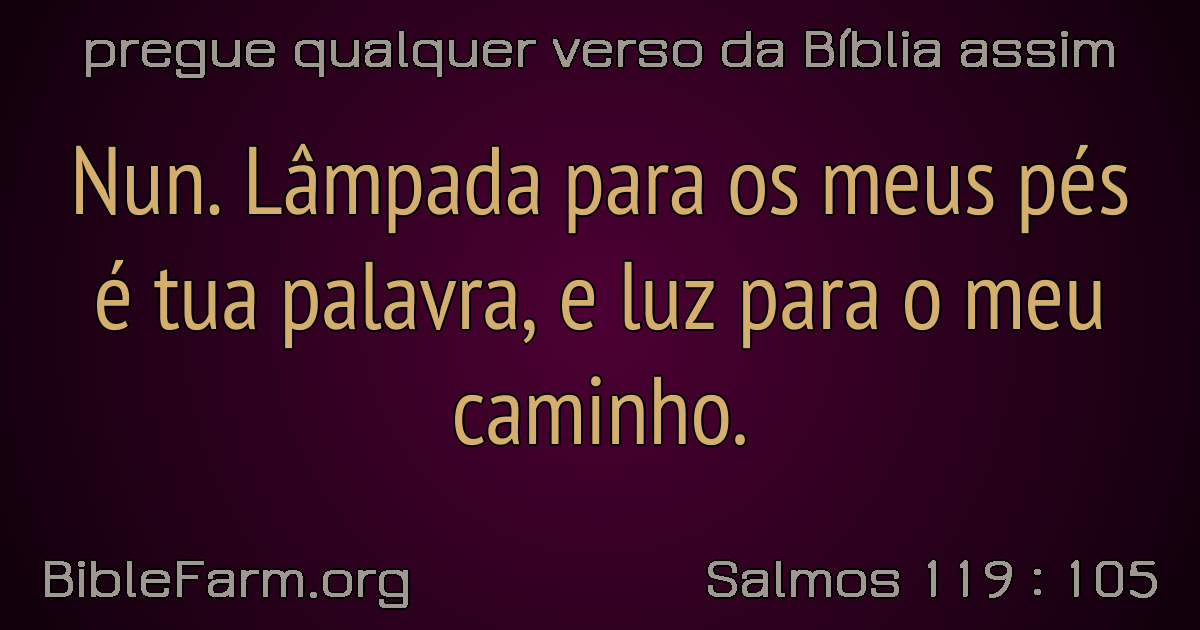 pregue qualquer verso da Bíblia assim
Nun. Lâmpada para os meus pés
é tua palavra, e luz para o meu
caminho.
BibleFarm.org
Salmos 119 : 105